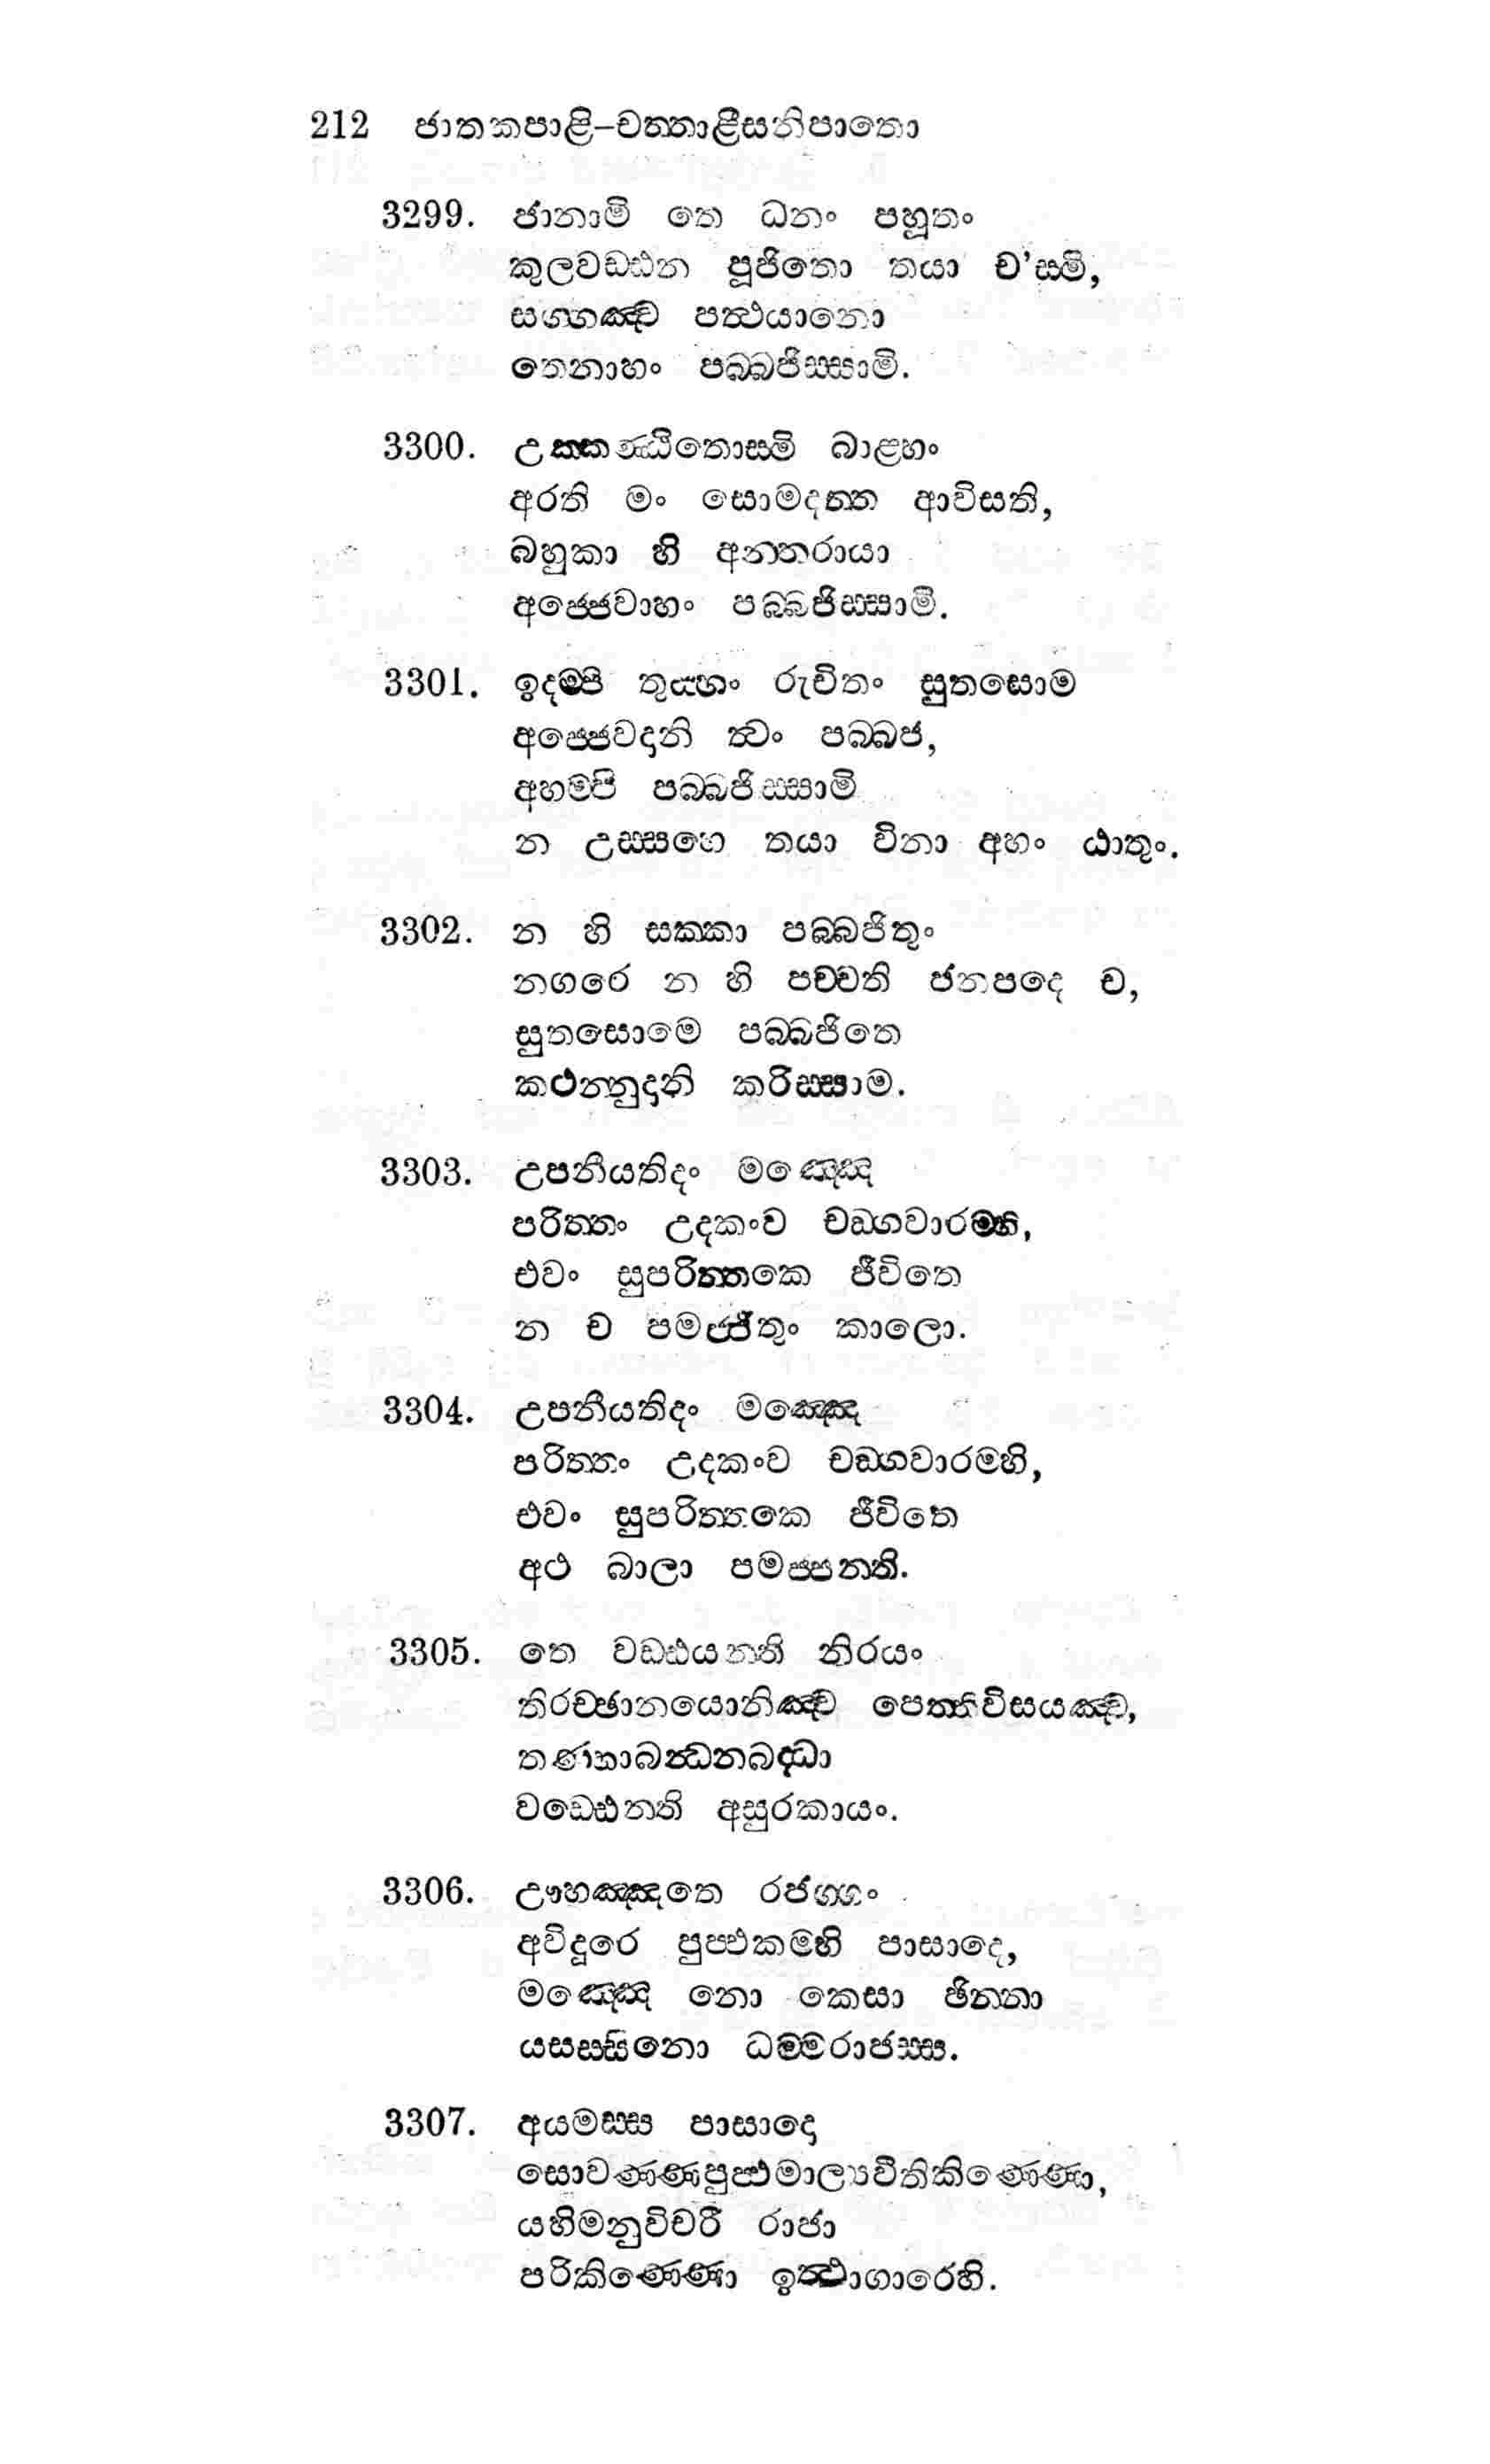 212 ජාතකපාළි–චත්තාළීසනිපාතො
3299. ජානාමි තෙ ධනං පහූතං
කුලවඩ්ඪන පූජිතො තයා ච'ස්මි,
සග්ගඤ්ච පත්ථයානො
තෙනාහං පබ්බජිස්සාමි.
3300. උක්කණ්ඨිතොස්මි බාළ්හං
අරති මං සොමදත්ත ආවිසති,
බහුකා හි අන්තරායා
අජ්ජෙවාහං පබ්බජිස්සාමි.
3301. ඉදම්පි තුය්හං රුචිතං සුතසොම
අජ්ජෙවදානි ත්වං පබ්බජ,
අහම්පි පබ්බජිස්සාමි
න උස්සහෙ තයා විනා අහං ඨාතුං.
3302. න හි සක්කා පබ්බජිතුං
නගරෙ න හි පච්චති ජනපදෙ ච,
සුතසොමෙ පබ්බජිතෙ
කථන්නුදානි කරිස්සාම.
3303. උපනීයතිදං මඤ්ඤෙ
පරිත්තං උදකංව චඞ්ගවාරම්හි,
එවං සුපරිත්තකෙ ජීවිතෙ
න ච පමජ්ජිතුං කාලො.
3304. උපනීයතිදං මඤ්ඤෙ
පරිත්තං උදකංව චඞ්ගවාරම්හි,
එවං සුපරිත්තකෙ ජීවිතෙ
අථ බාලා පමජ්ජන්ති.
3305. තෙ වඩ්ඪයන්ති නිරයං
තිරච්ඡානයොනිඤ්ච පෙත්තිවිසයඤ්ච,
තණ්හාබන්ධනබද්ධා
වඩ්ඪෙන්ති අසුරකායං.
3306. ඌහඤ්ඤතෙ රජග්ගං
අවිදූරෙ පුප්ඵකම්හි පාසාදෙ,
මඤ්ඤෙ නො කෙසා ඡින්නා
යසස්සිනො ධම්මරාජස්ස.
3307. අයමස්ස පාසාදො
සොවණ්ණපුප්ඵමාල්‍යවීතිකිණ්ණො,
යහිමනුවිචරී රාජා
පරිකිණ්ණො ඉත්ථාගාරෙහි.